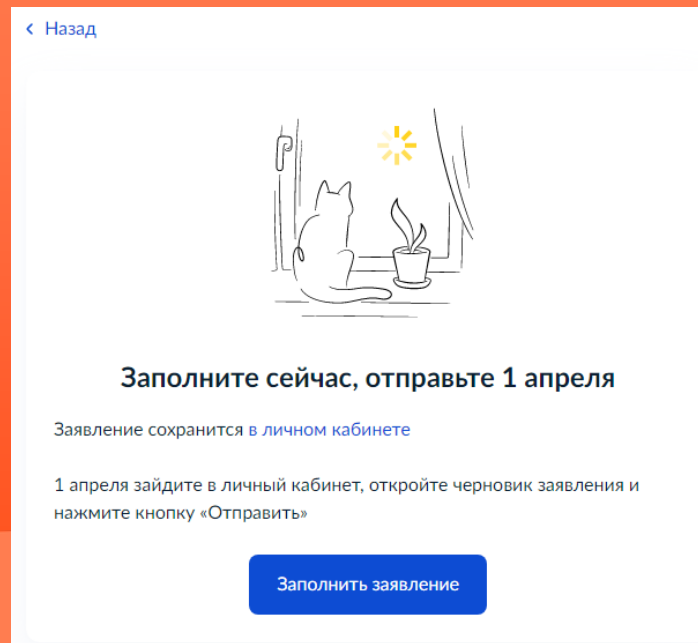 Назад
Заполните сейчас, отправьте 1 апреля
Заявление сохранится в личном кабинете
1 апреля зайдите в личный кабинет, откройте черновик заявления и
нажмите кнопку «Отправить»
Заполнить заявление